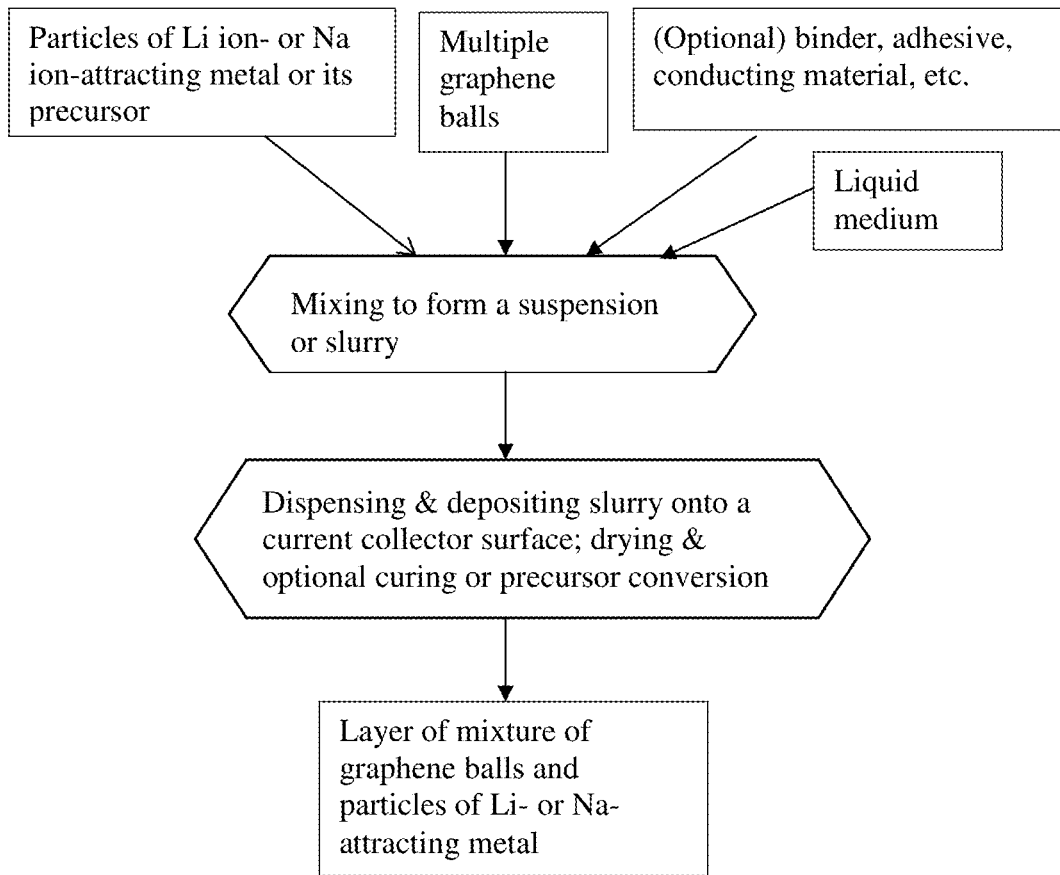 Particles of Li ion- or Na
ion-attracting metal or its
precursor
Multiple
graphene
balls
(Optional) binder, adhesive,
conducting material, etc.
Liquid
medium
Mixing to form a suspension
or slurry
Dispensing & depositing slurry onto a
current collector surface; drying &
optional curing or precursor conversion
Layer of mixture of
graphene balls and
particles of Li- or Na-
attracting metal